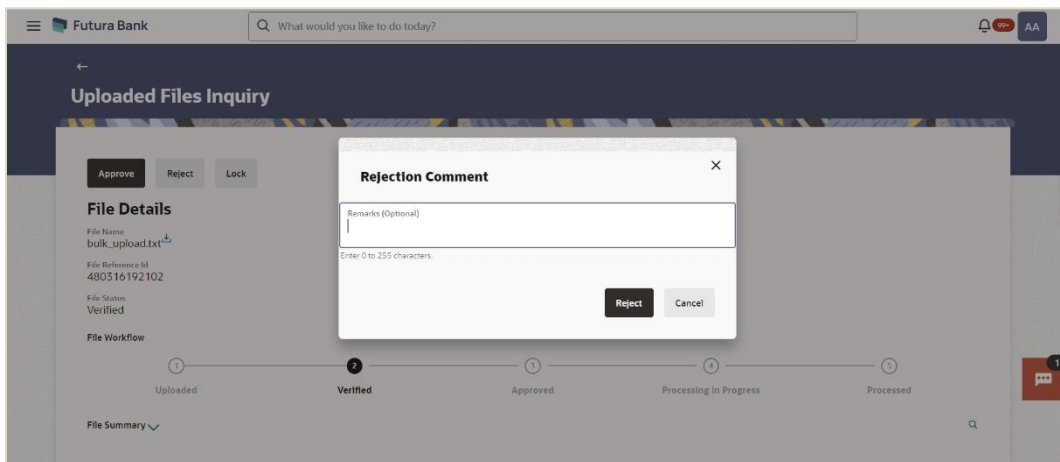 Futura Bank
What would you like to do today?
99+
AA
Uploaded Files Inquiry
Approve
Reject
Lock
File Details
File Name
bulk_upload.txt
File Reference Id
480316192102
File Status
Verified
File Workflow
Rejection Comment
Remarks (Optional)
Enter 0 to 255 characters.
Reject
Cancel
1
Uploaded
2
Verified
3
Approved
4
Processing In Progress
5
Processed
1
File Summary